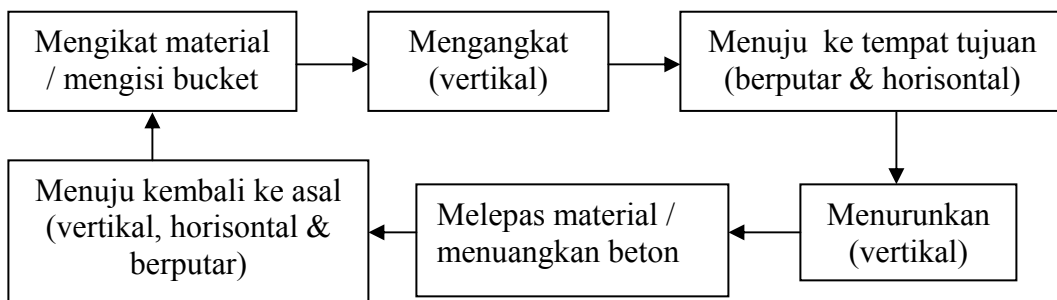 Mengikat material
/ mengisi bucket
Mengangkat
(vertikal)
Menuju ke tempat tujuan
(berputar & horisontal)
Menurunkan
(vertikal)
Melepas material /
menuangkan beton
Menuju kembali ke asal
(vertikal, horisontal &
berputar)